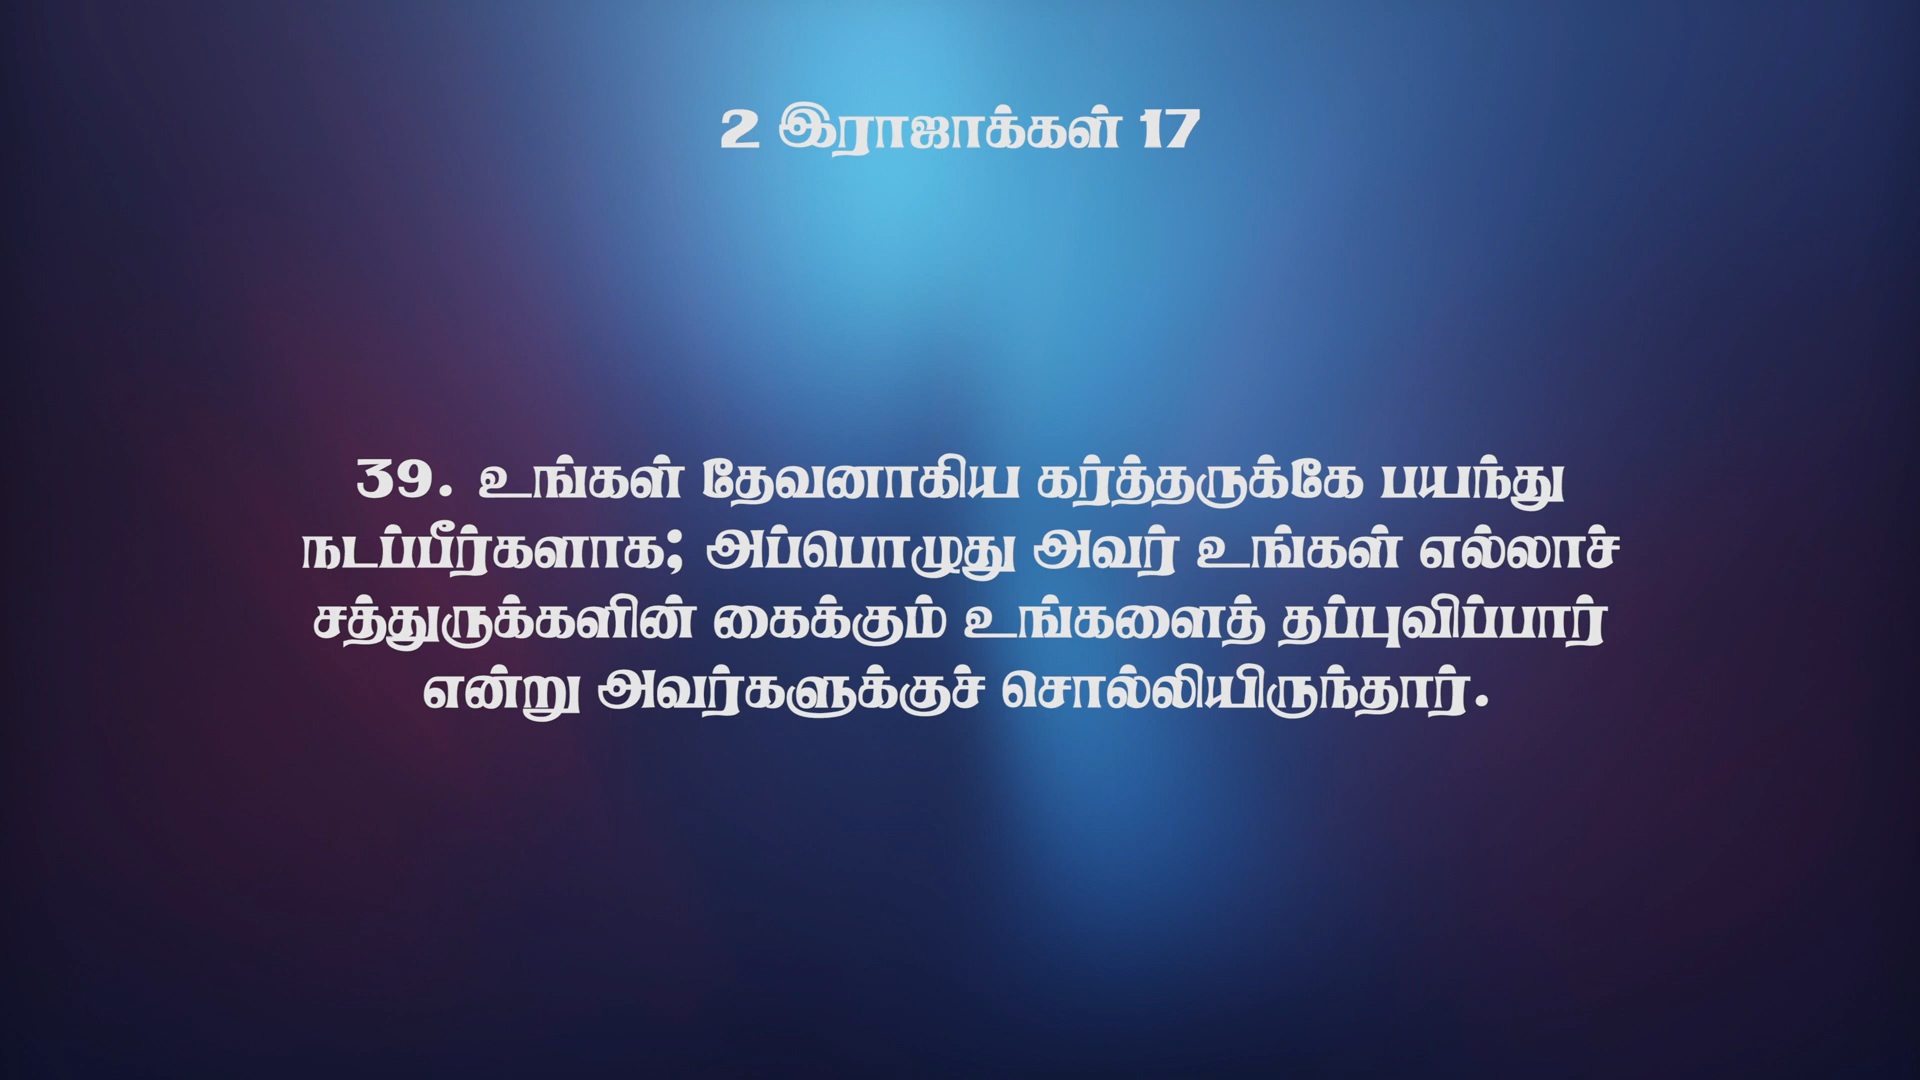 2 இராஜாக்கள் 17
39. உங்கள் தேவனாகிய கர்த்தருக்கே பயந்து
நடப்பீர்களாக; அப்பொழுது அவர் உங்கள் எல்லாச்
சத்துருக்களின் கைக்கும் உங்களைத் தப்புவிப்பார்
என்று அவர்களுக்குச் சொல்லியிருந்தார்.